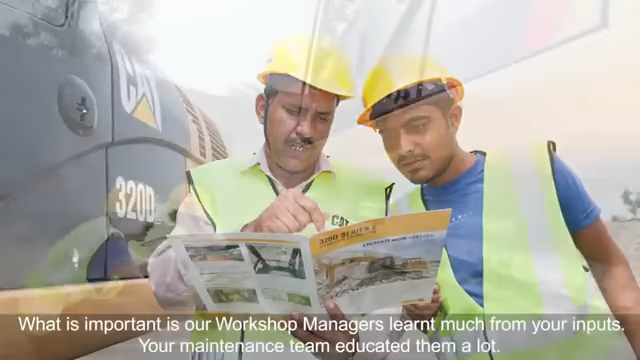 CAT
320D
CAT
320D SERIES 2
What is important is our Workshop Managers learnt much from your inputs.
Your maintenance team educated them a lot.